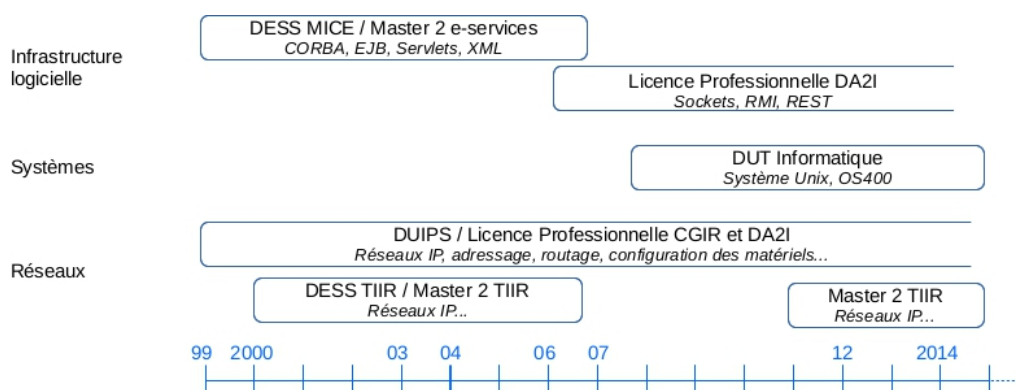 DESS MICE / Master 2 e-services
CORBA, EJB, Servlets, XML
Infrastructure
logicielle
Licence Professionnelle DA2I
Sockets, RMI, REST
Systèmes
DUT Informatique
Système Unix, OS400
DUIPS / Licence Professionnelle CGIR et DA2I
Réseaux IP, adressage, routage, configuration des matériels...
Réseaux
DESS TIIR / Master 2 TIIR
Réseaux IP...
Master 2 TIIR
Réseaux IP...
99 2000 03 04 06 07 12 2014